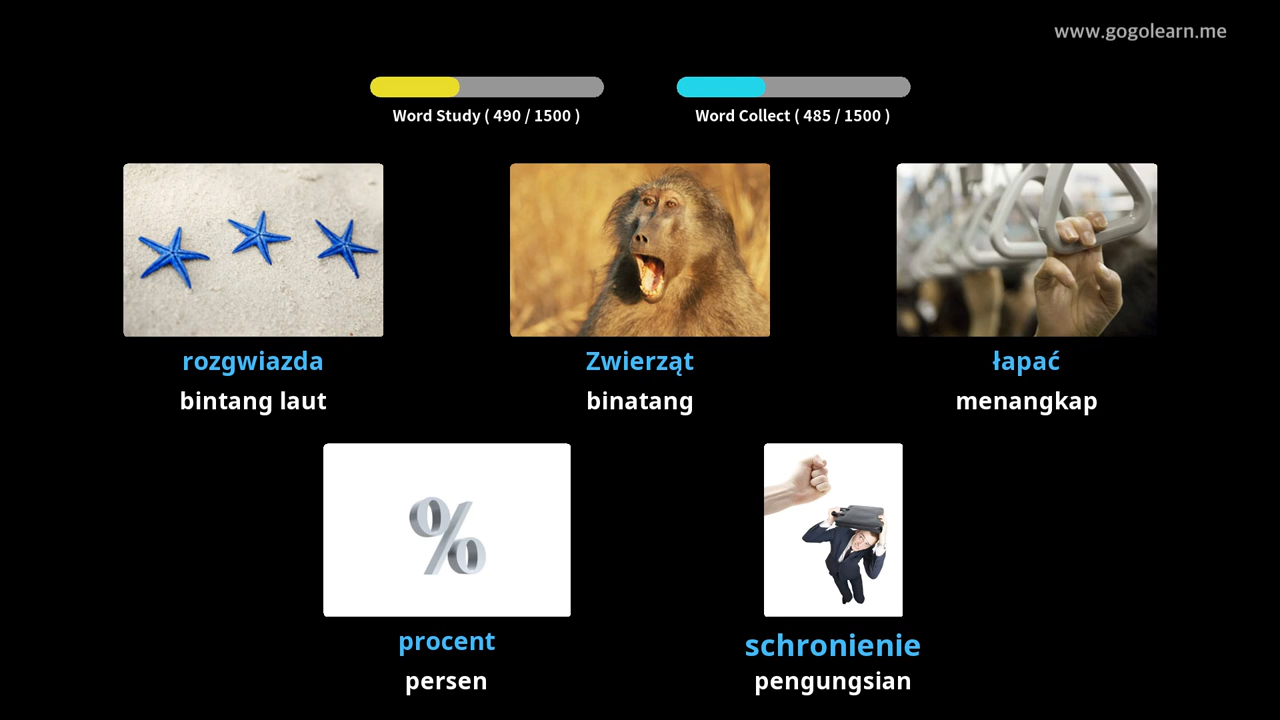 www.gogolearn.me
Word Study ( 490 / 1500 )
Word Collect ( 485 / 1500 )
rozgwiazda
bintang laut
Zwierząt
binatang
łapać
menangkap
%
procent
persen
schronienie
pengungsian